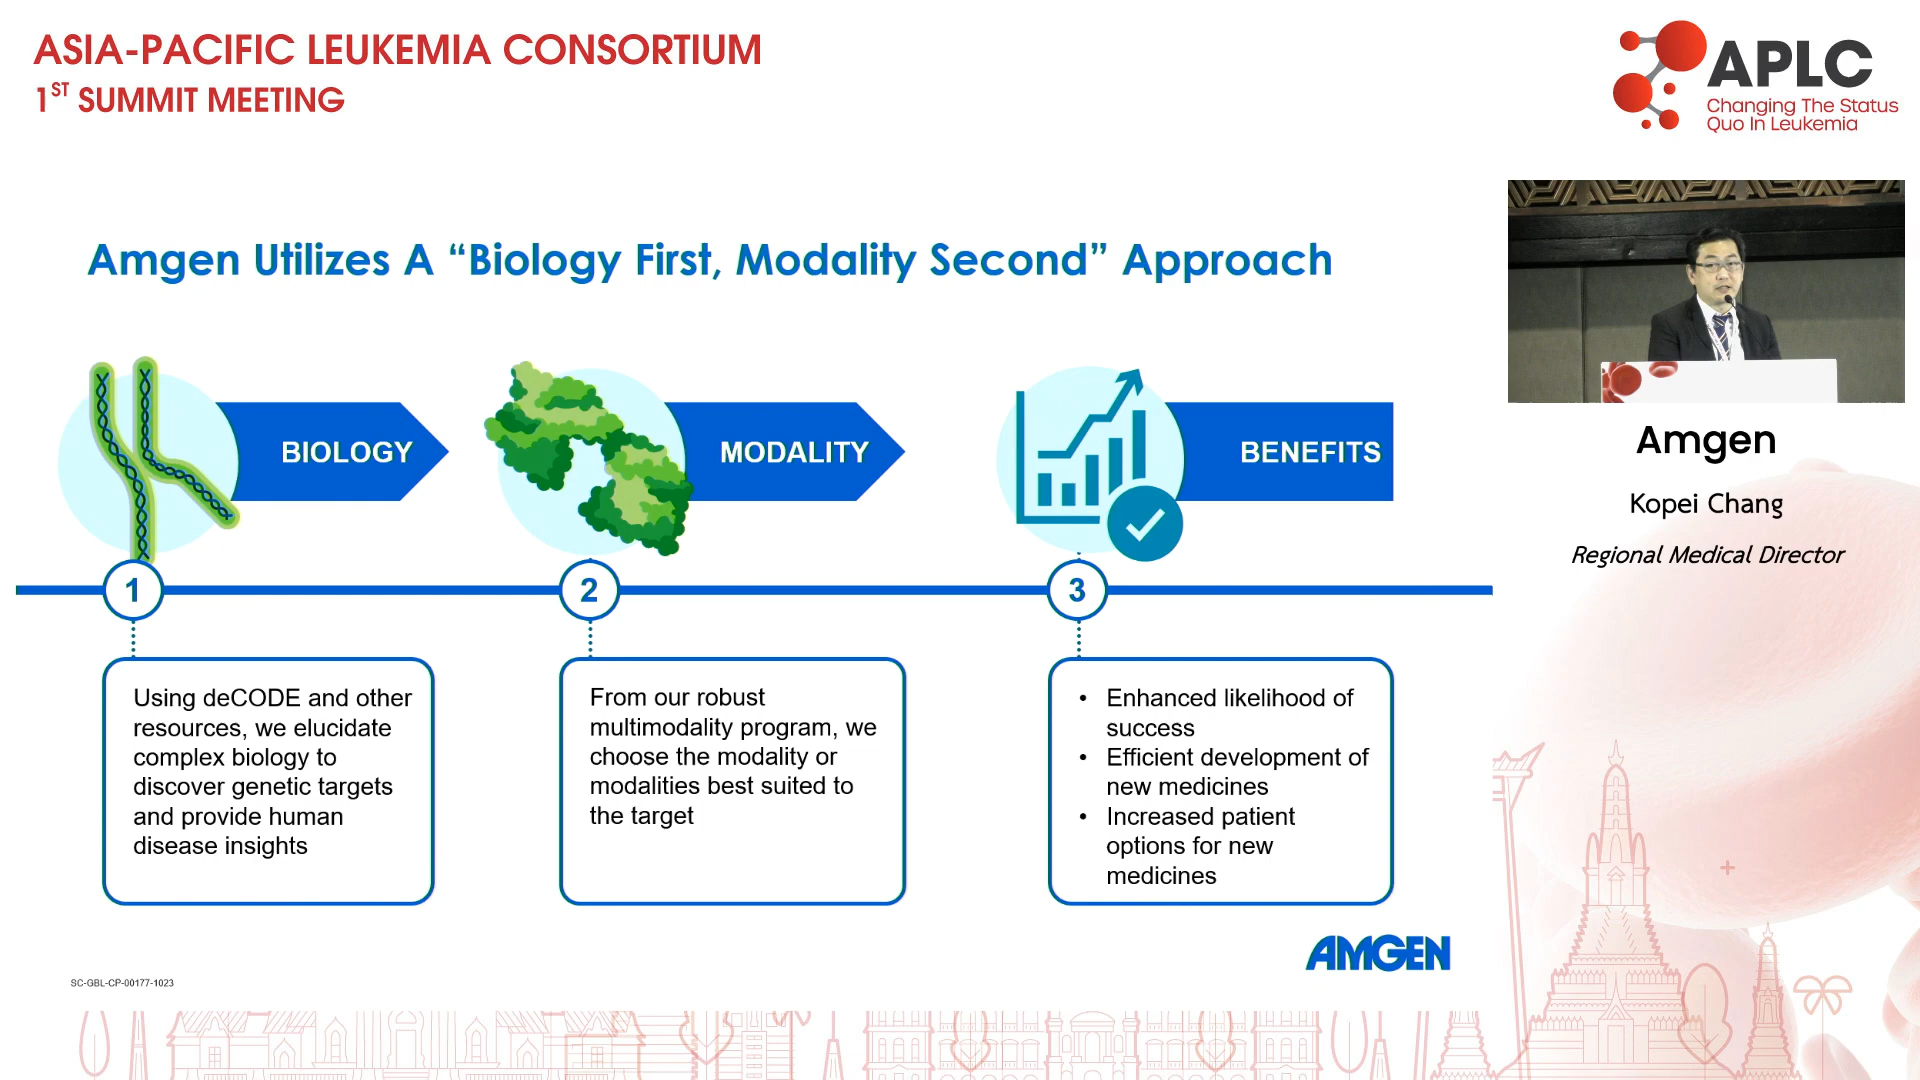 ASIA-PACIFIC LEUKEMIA CONSORTIUM
1ST SUMMIT MEETING
APLC
Changing The Status
Quo In Leukemia
Amgen Utilizes A “Biology First, Modality Second” Approach
BIOLOGY
MODALITY
BENEFITS
1
2
3
Using deCODE and other
resources, we elucidate
complex biology to
discover genetic targets
and provide human
disease insights
From our robust
multimodality program, we
choose the modality or
modalities best suited to
the target
• Enhanced likelihood of
success
• Efficient development of
new medicines
• Increased patient
options for new
medicines
AMGEN
SC-GBL-CP-00177-1023
Amgen
Kopei Chang
Regional Medical Director